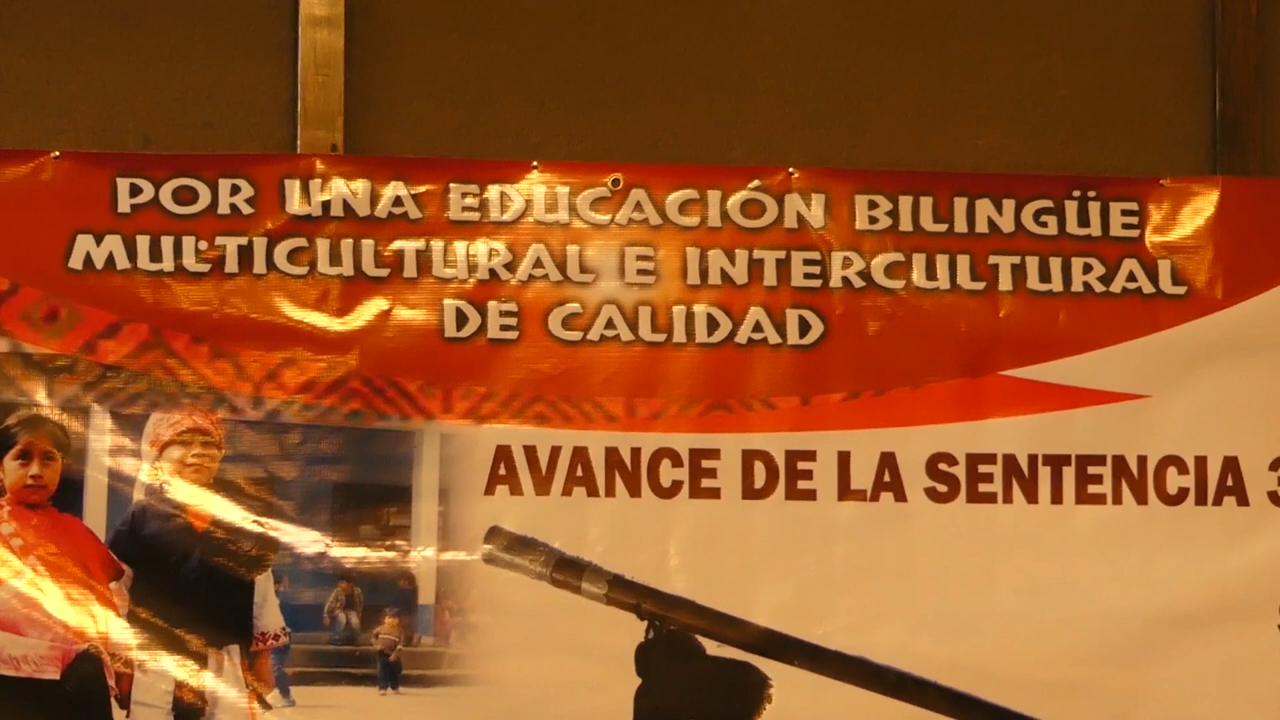 POR UNA EDUCACIÓN BILINGÜE
MULTICULTURAL E INTERCULTURAL
DE CALIDAD
AVANCE DE LA SENTENCIA